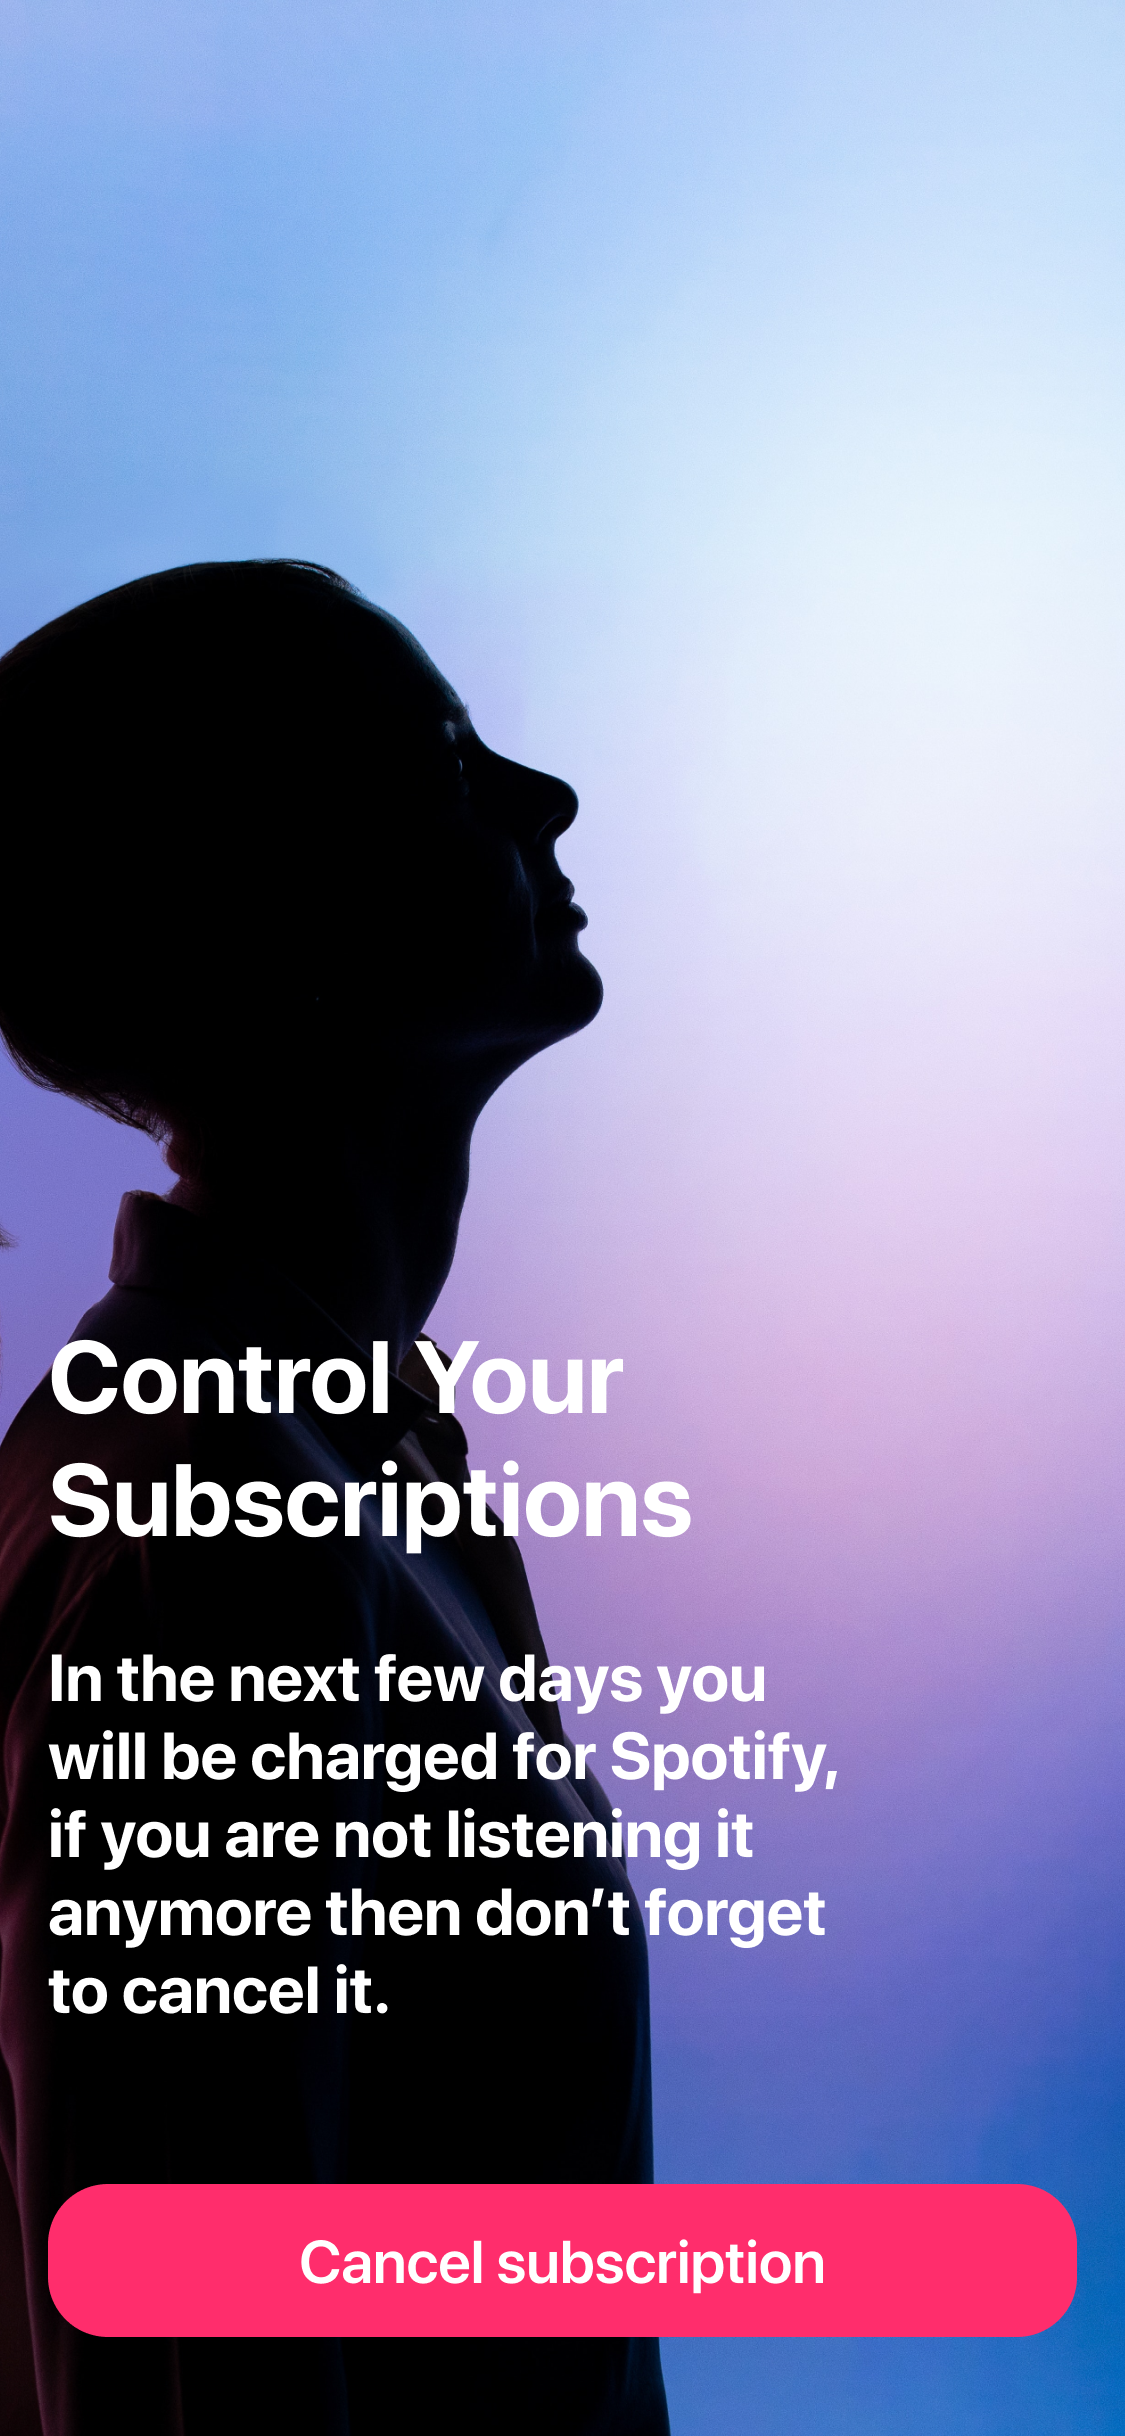 Control Your
Subscriptions
In the next few days you
will be charged for Spotify,
if you are not listening it
anymore then don’t forget
to cancel it.
Cancel subscription